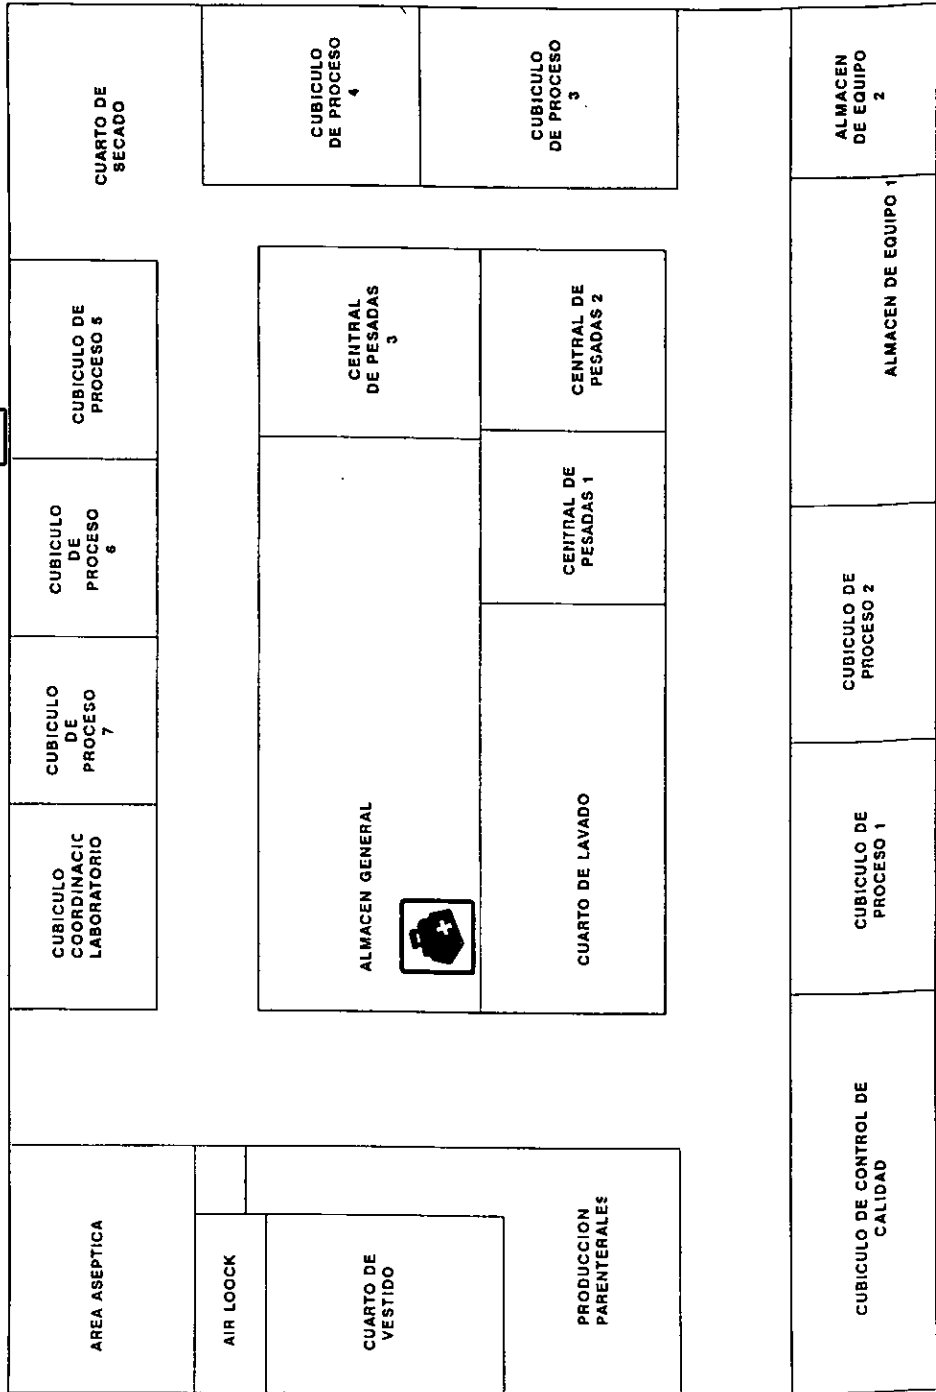 AREA ASEPTICA
CUBICULO
COORDINACIC
LABORATORIO
CUBICULO
DE
PROCESO
7
CUBICULO
DE
PROCESO
6
CUBICULO DE
PROCESO 5
CUARTO DE
SECADO
AIR LOOCK
CUARTO DE
VESTIDO
ALMACEN GENERAL
CENTRAL
DE PESADAS
3
CUBICULO
DE PROCESO
4
PRODUCCION
PARENTERALES
CUARTO DE LAVADO
CENTRAL DE
PESADAS 1
CENTRAL DE
PESADAS 2
CUBICULO
DE PROCESO
3
CUBICULO DE CONTROL DE
CALIDAD
CUBICULO DE
PROCESO 1
CUBICULO DE
PROCESO 2
ALMACEN DE EQUIPO 1
ALMACEN
DE EQUIPO
2